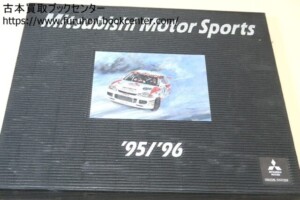 古本買取ブックセンター
https://www.furuhon.bookcenter.com/
Mitsubishi Motor Sports
'95/'96